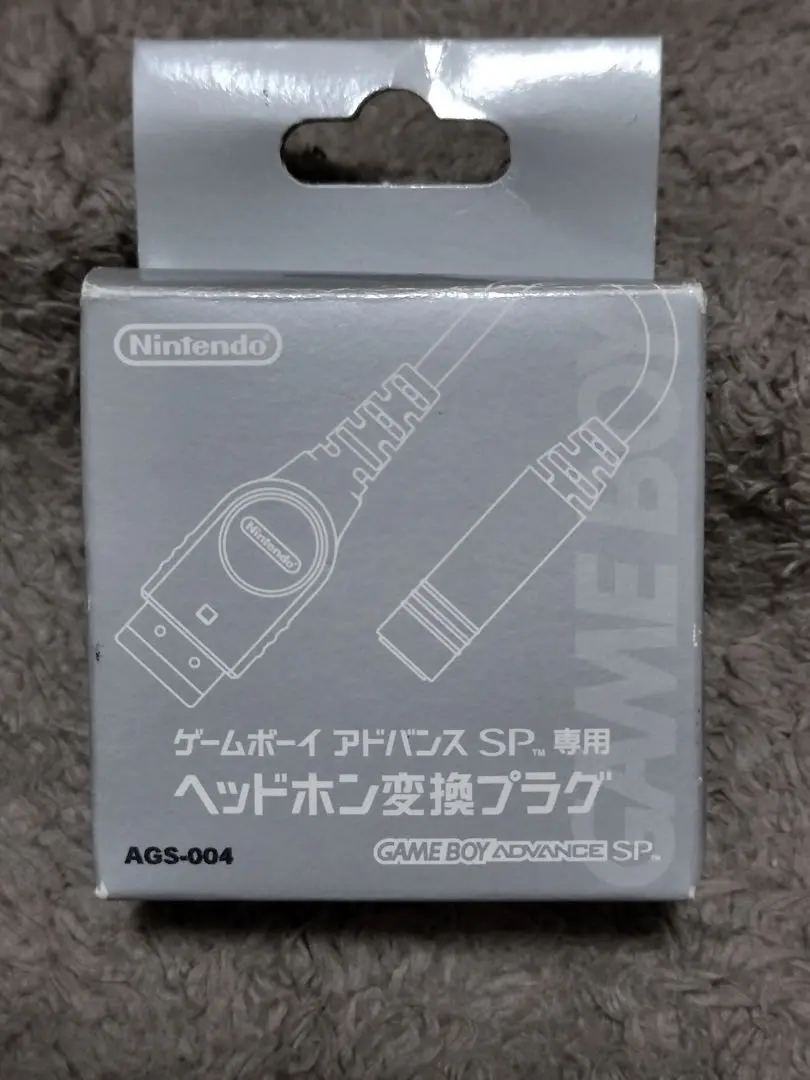 Nintendo
Nintendo
GAME BOY
ゲームボーイ アドバンス SP™ 専用
ヘッドホン変換プラグ
AGS-004
GAME BOY ADVANCE SP™